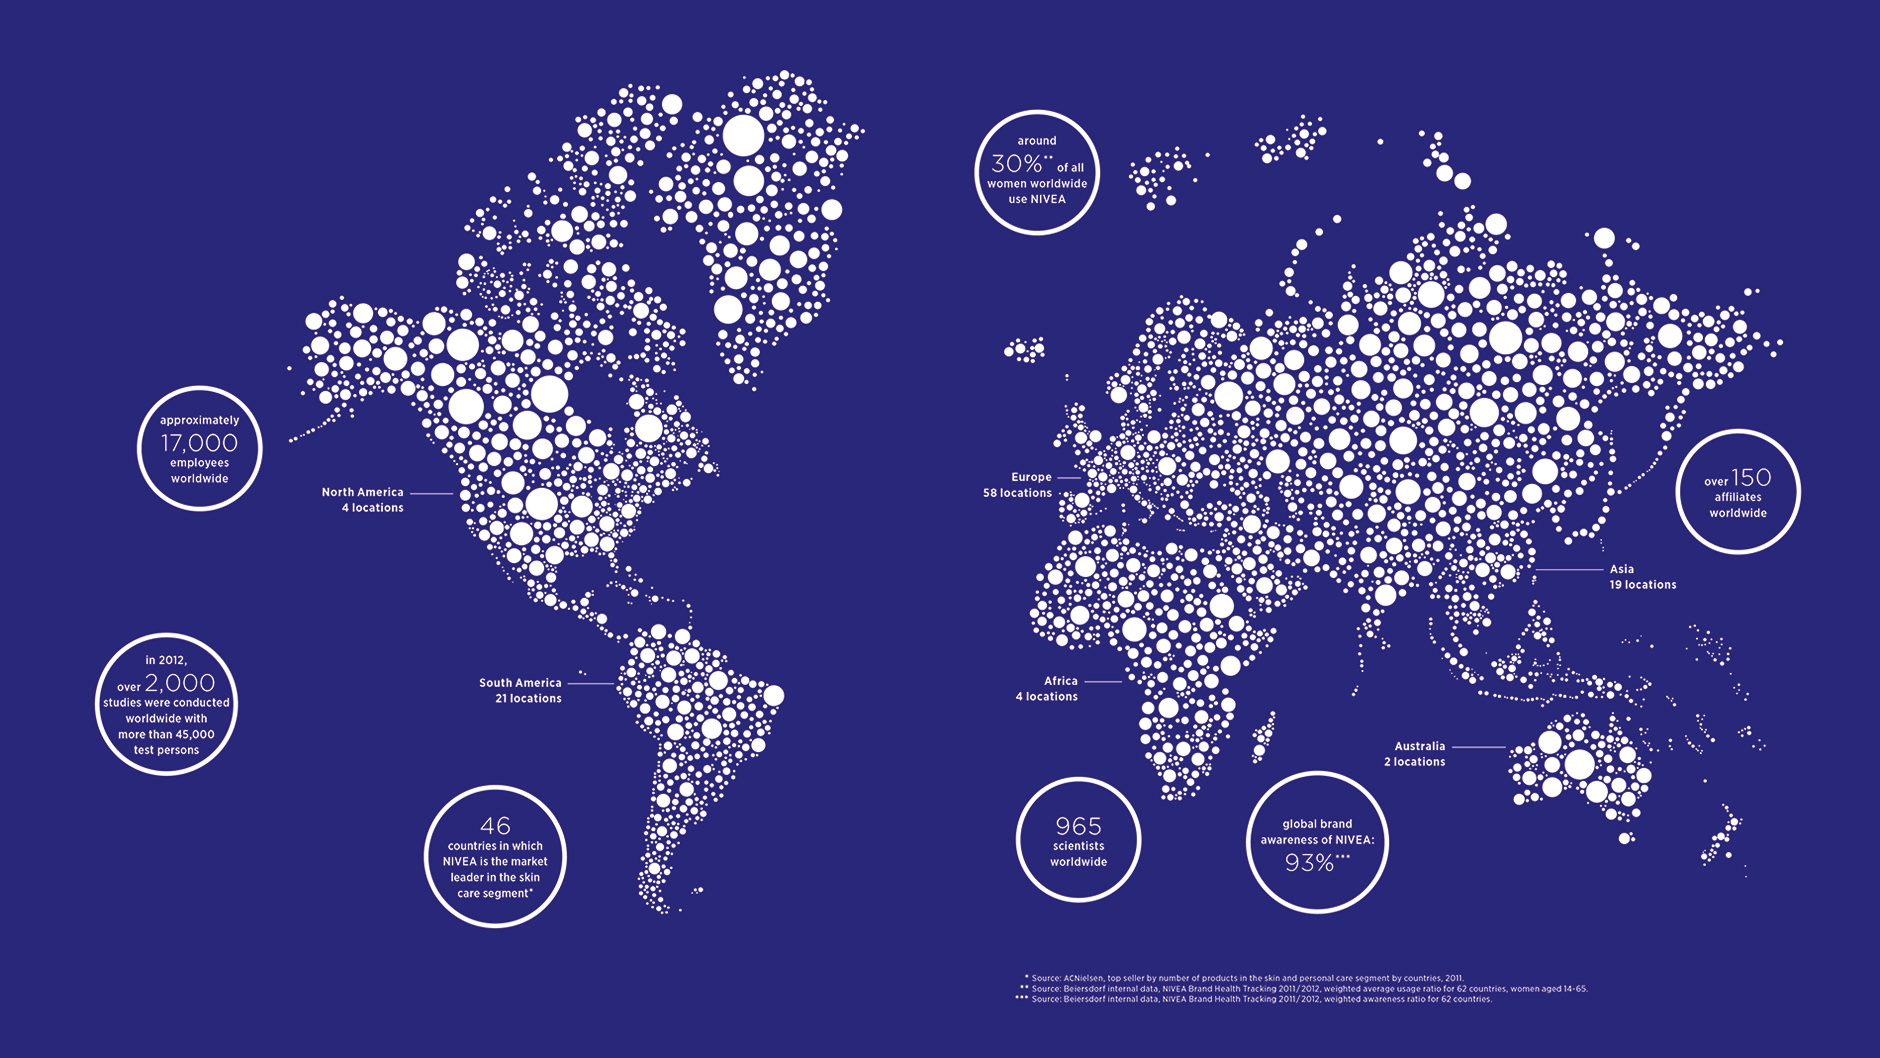 around
30%** of all
women worldwide
use NIVEA
approximately
17,000
employees
worldwide
North America
4 locations
Europe
58 locations
over 150
affiliates
worldwide
Asia
19 locations
in 2012,
over 2,000
studies were conducted
worldwide with
more than 45,000
test persons
South America
21 locations
Africa
4 locations
Australia
2 locations
46
countries in which
NIVEA is the market
leader in the skin
care segment*
965
scientists
worldwide
global brand
awareness of NIVEA:
93%***
* Source: ACNielsen, top seller by number of products in the skin and personal care segment by countries, 2011.
** Source: Beiersdorf internal data, NIVEA Brand Health Tracking 2011/2012, weighted average usage ratio for 62 countries, women aged 14-65.
*** Source: Beiersdorf internal data, NIVEA Brand Health Tracking 2011/2012, weighted awareness ratio for 62 countries.